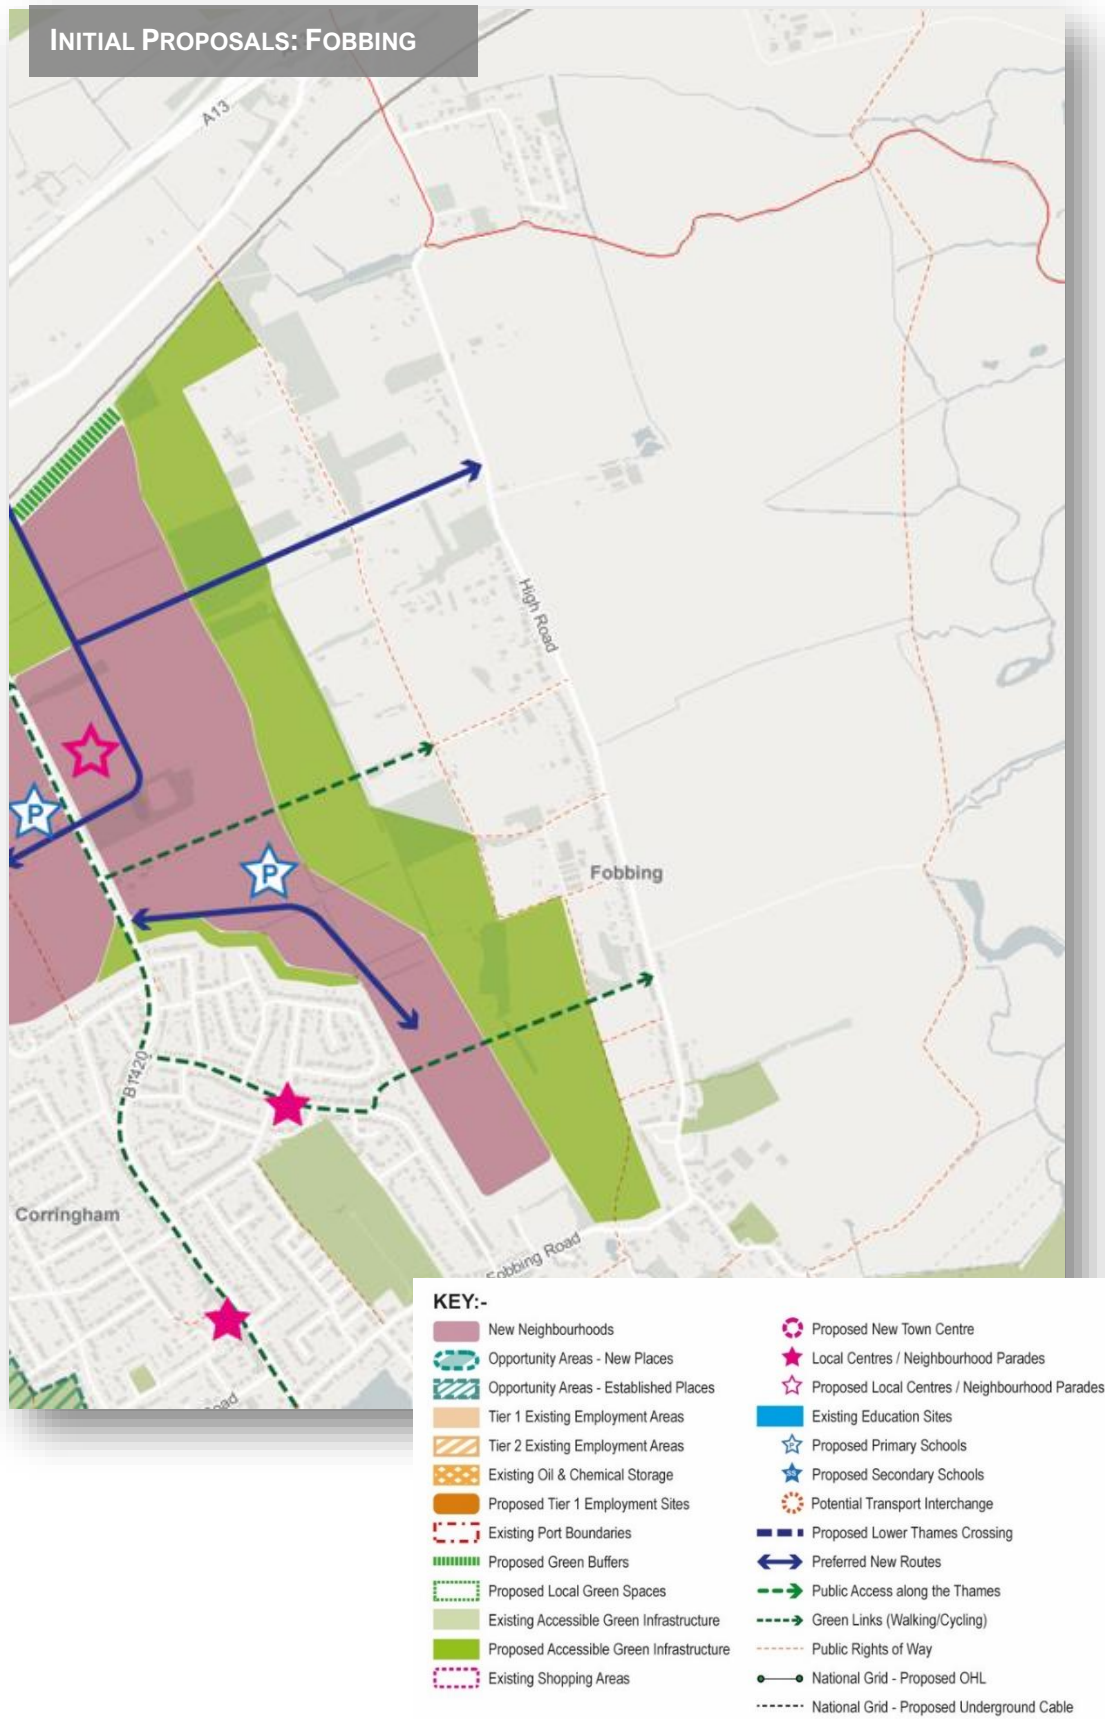 INITIAL PROPOSALS: FOBBING
A13
High Road
Fobbing
P
P
B1420
Corringham
Fobbing Road
oad
KEY:-
New Neighbourhoods
Opportunity Areas - New Places
Opportunity Areas - Established Places
Tier 1 Existing Employment Areas
Tier 2 Existing Employment Areas
Existing Oil & Chemical Storage
Proposed Tier 1 Employment Sites
Existing Port Boundaries
Proposed Green Buffers
Proposed Local Green Spaces
Existing Accessible Green Infrastructure
Proposed Accessible Green Infrastructure
Existing Shopping Areas
Proposed New Town Centre
Local Centres / Neighbourhood Parades
Proposed Local Centres / Neighbourhood Parades
Existing Education Sites
P Proposed Primary Schools
SS Proposed Secondary Schools
Potential Transport Interchange
Proposed Lower Thames Crossing
Preferred New Routes
Public Access along the Thames
Green Links (Walking/Cycling)
Public Rights of Way
National Grid - Proposed OHL
National Grid - Proposed Underground Cable